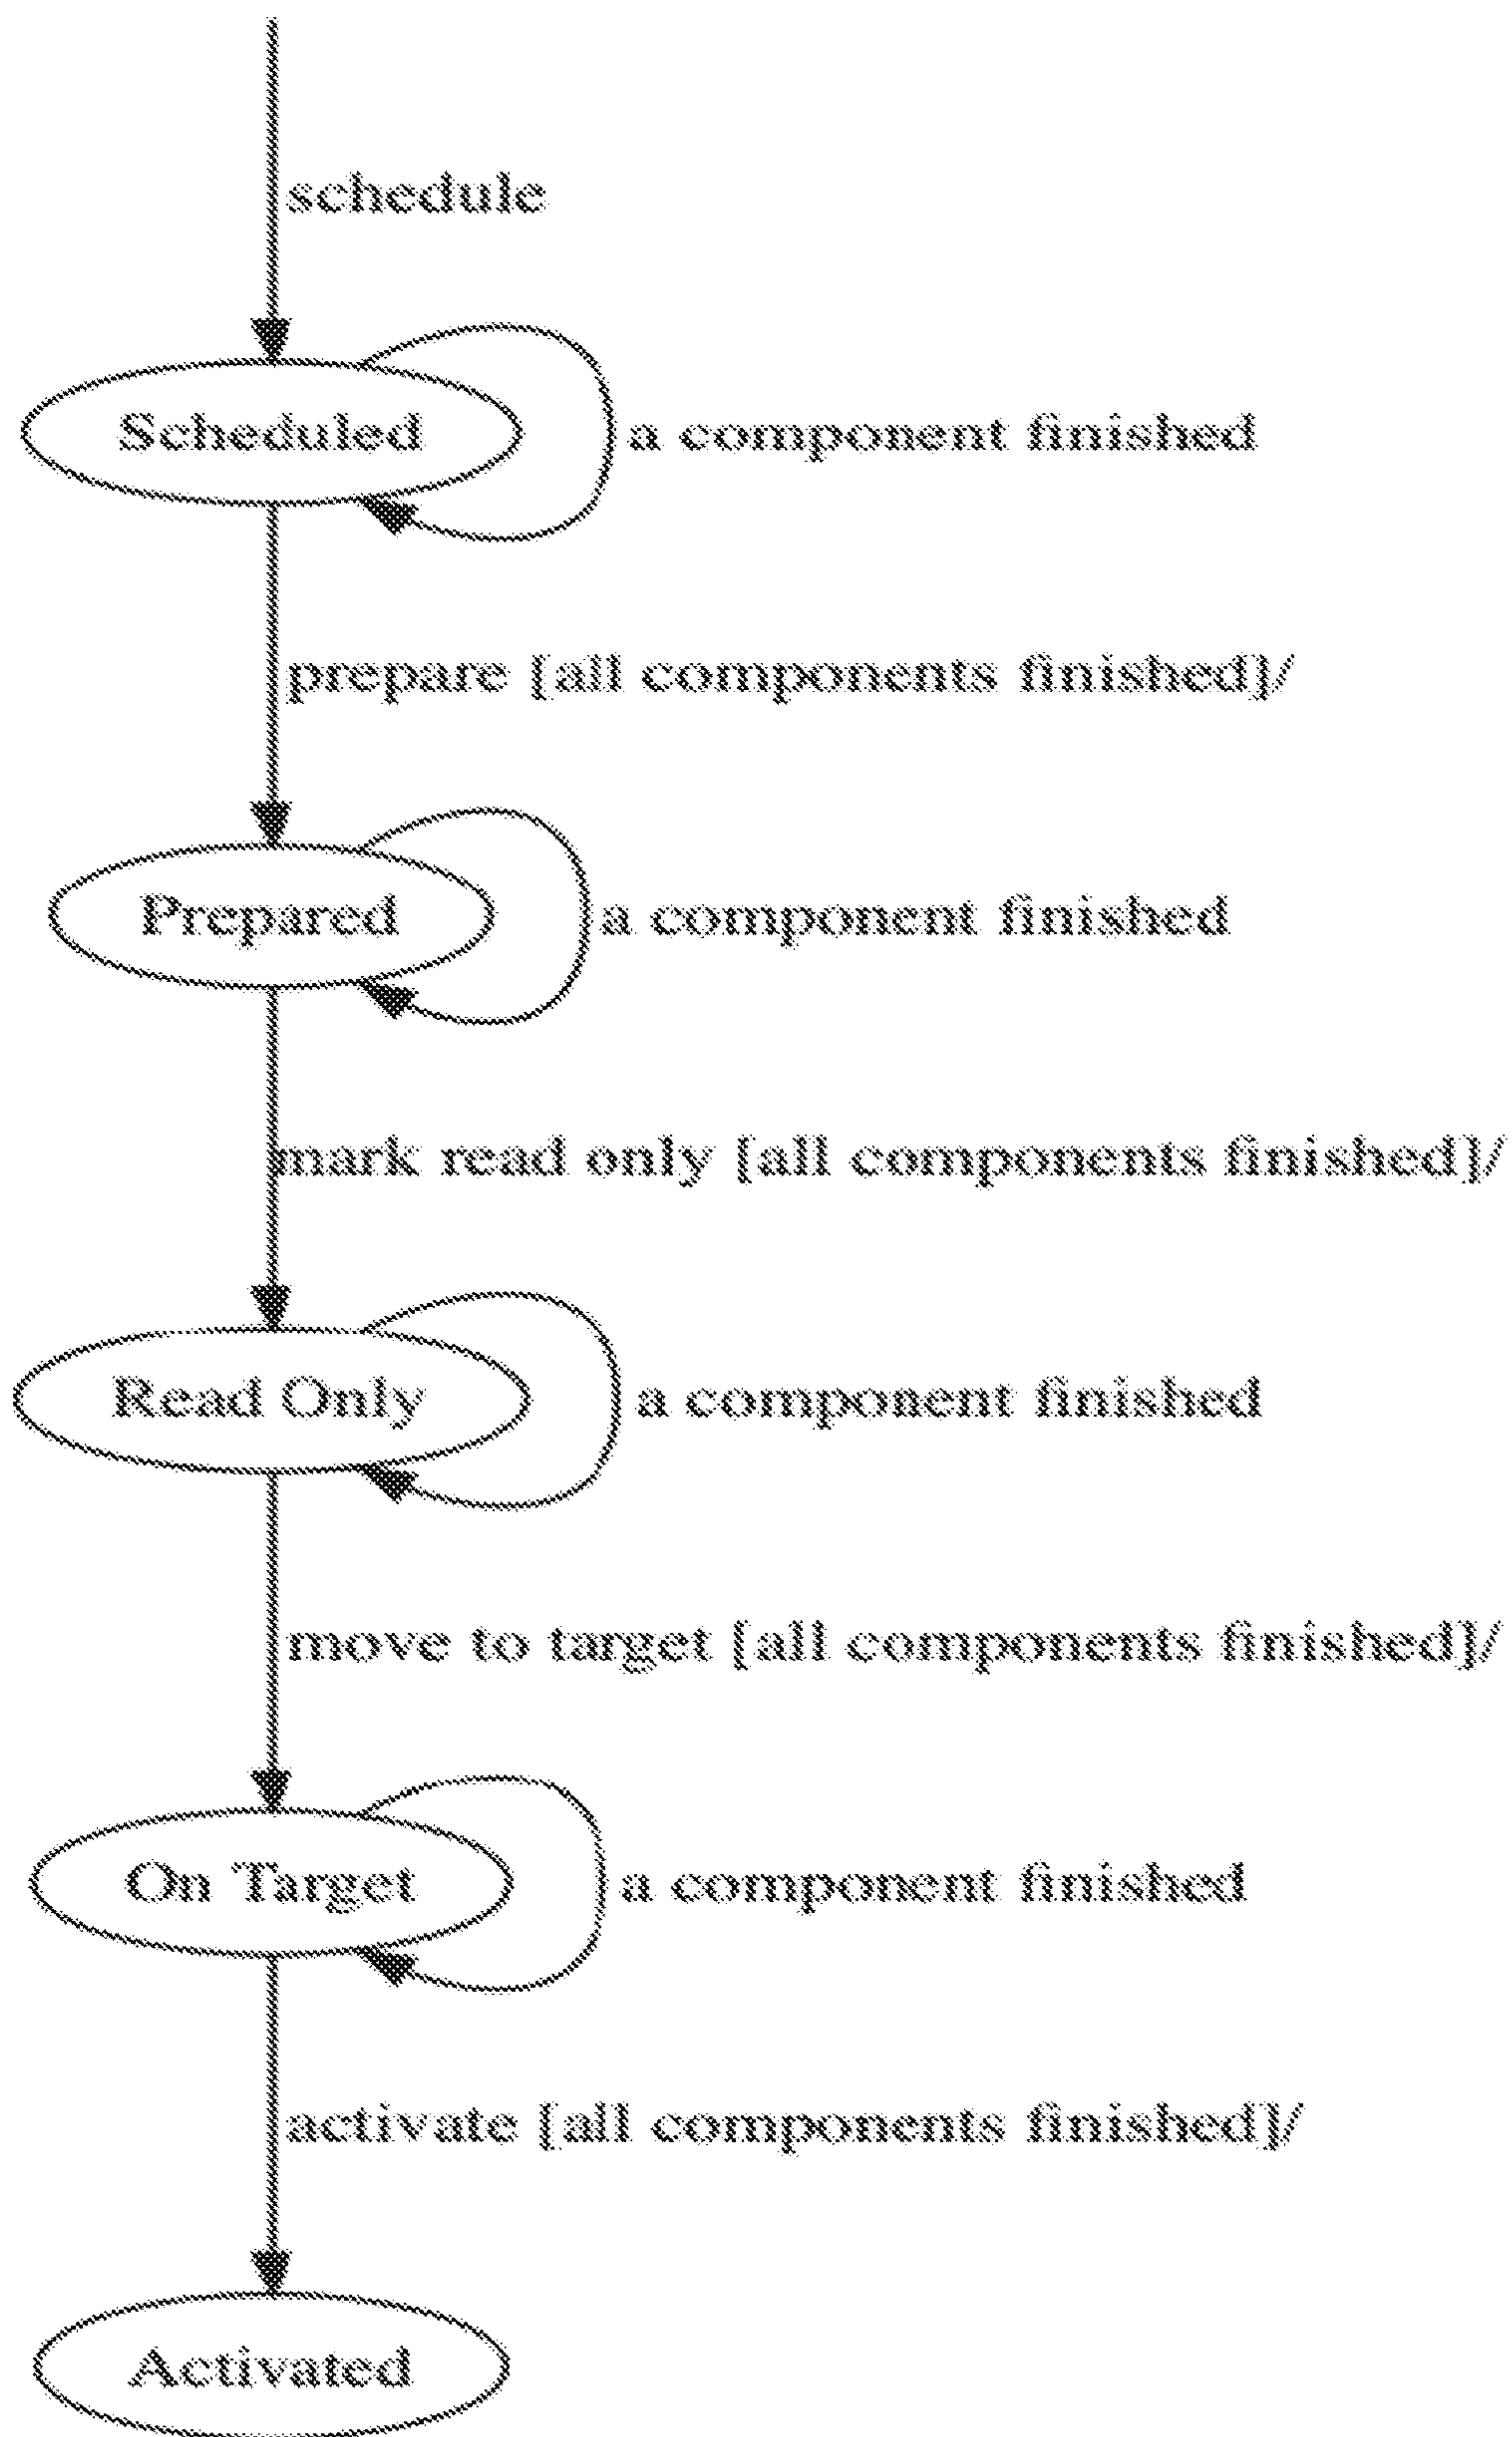 schedule
Scheduled
a component finished
prepare [all components finished]/
Prepared
a component finished
mark read only [all components finished]/
Read Only
a component finished
move to target [all components finished]/
On Target
a component finished
activate [all components finished]/
Activated